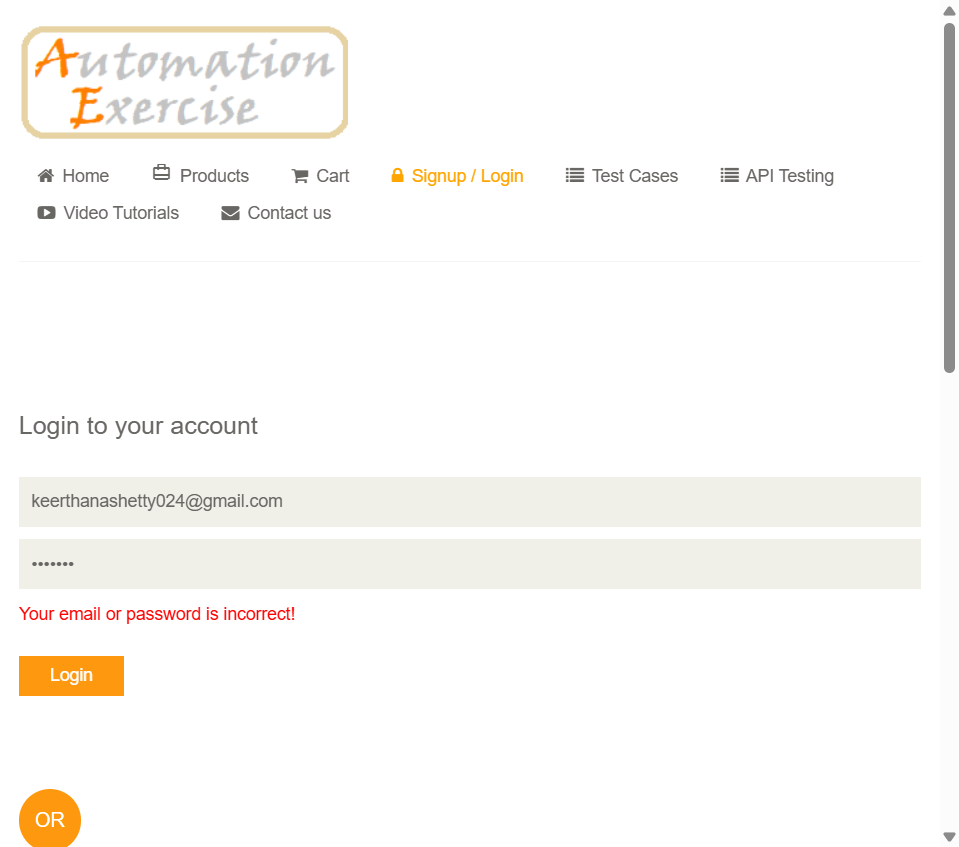 Automation
Exercise
Home Products Cart Signup / Login Test Cases API Testing
Video Tutorials Contact us
Login to your account
keerthanashetty024@gmail.com
•••••••
Your email or password is incorrect!
Login
OR